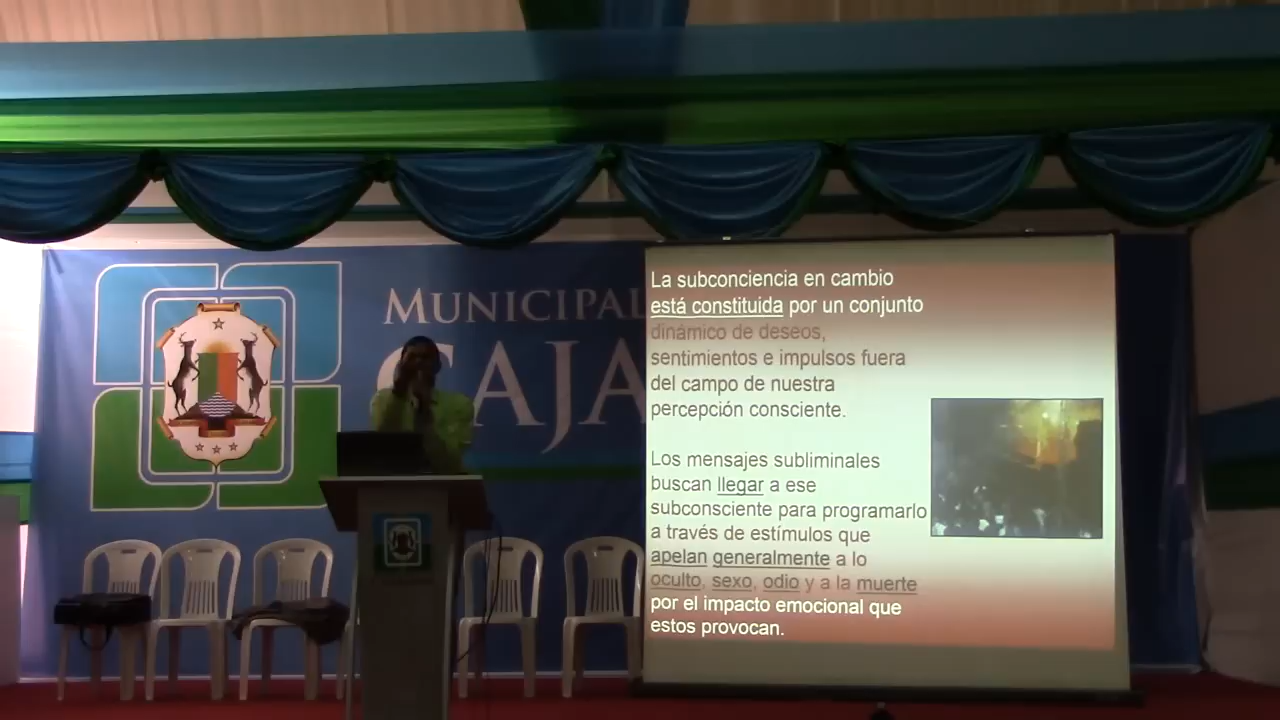 MUNICIPAL
CAJA
La subconciencia en cambio
está constituida por un conjunto
dinámico de deseos,
sentimientos e impulsos fuera
del campo de nuestra
percepción consciente.
Los mensajes subliminales
buscan llegar a ese
subconsciente para programarlo
a través de estímulos que
apelan generalmente a lo
oculto, sexo, odio y a la muerte
por el impacto emocional que
estos provocan.